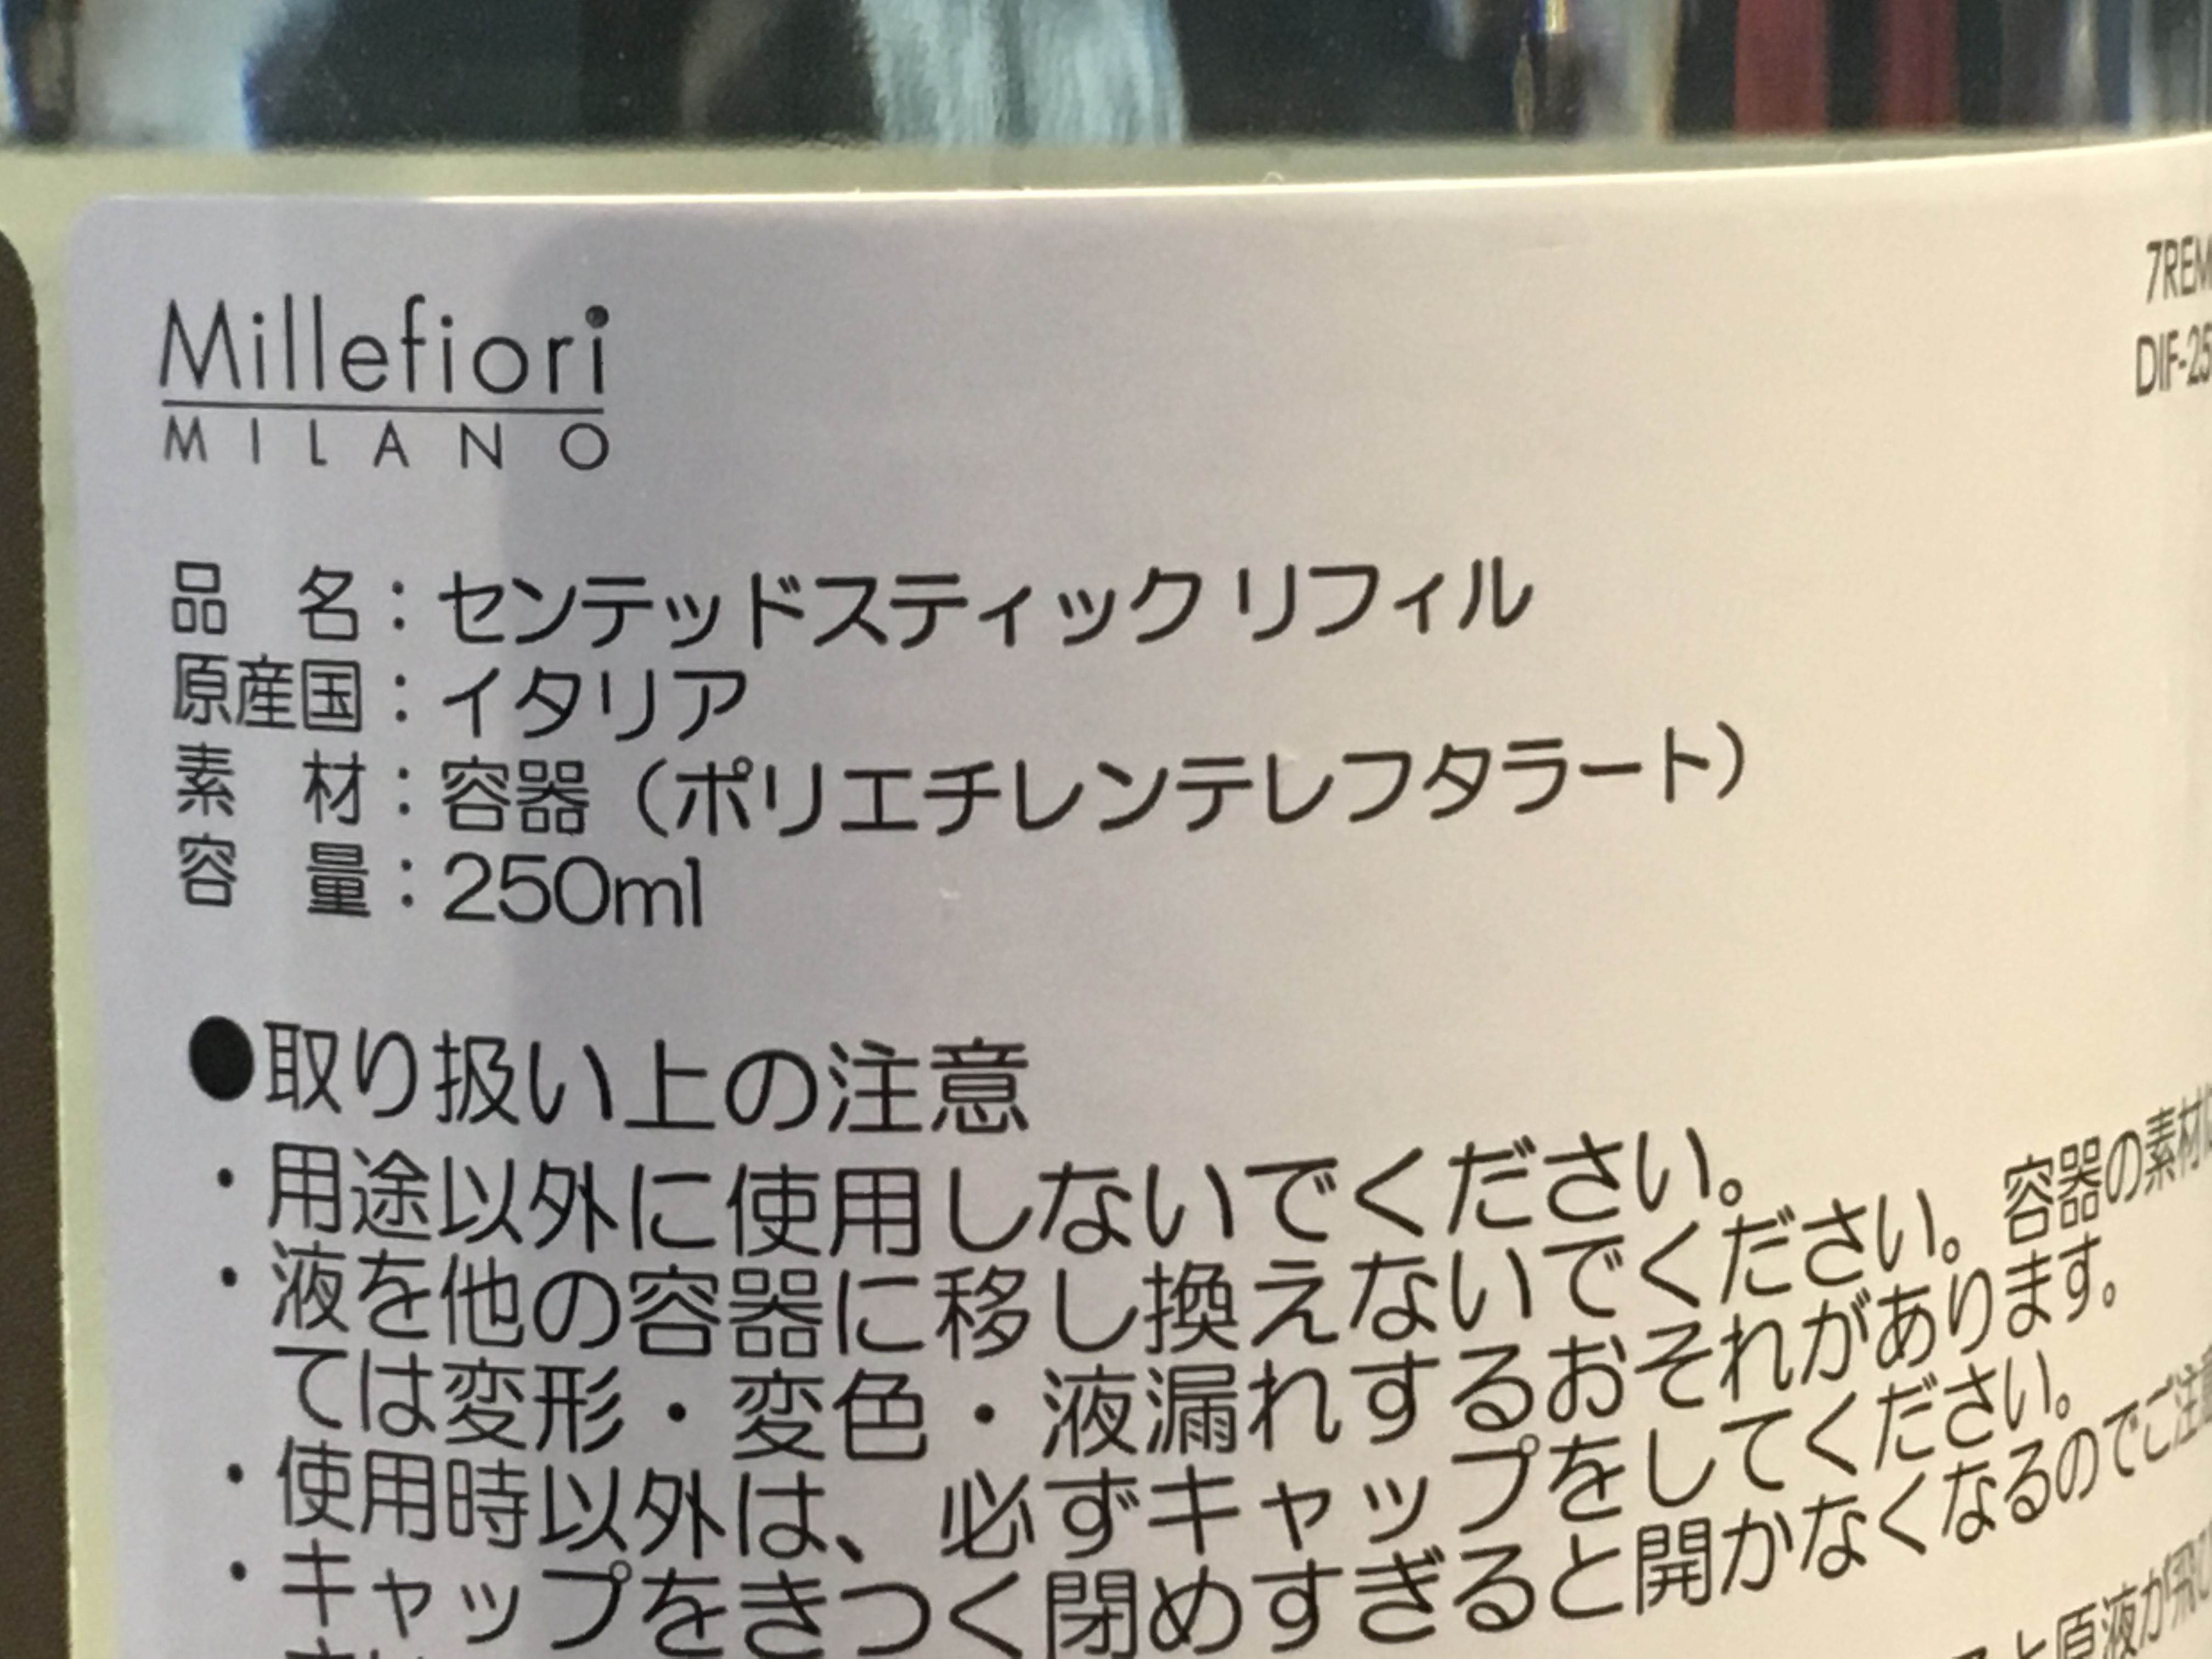 Millefiori
MILANO
7REM
DIF-25
品　名：センテッドスティック リフィル
原産国：イタリア
素　材：容器（ポリエチレンテレフタラート）
容　量：250ml
●取り扱い上の注意
・用途以外に使用しないでください。
・液を他の容器に移し換えないでください。容器の素材に
ては変形・変色・液漏れするおそれがあります。
・使用時以外は、必ずキャップをしてください。
・キャップをきつく閉めすぎると開かなくなるのでご注意
と原液が飛び